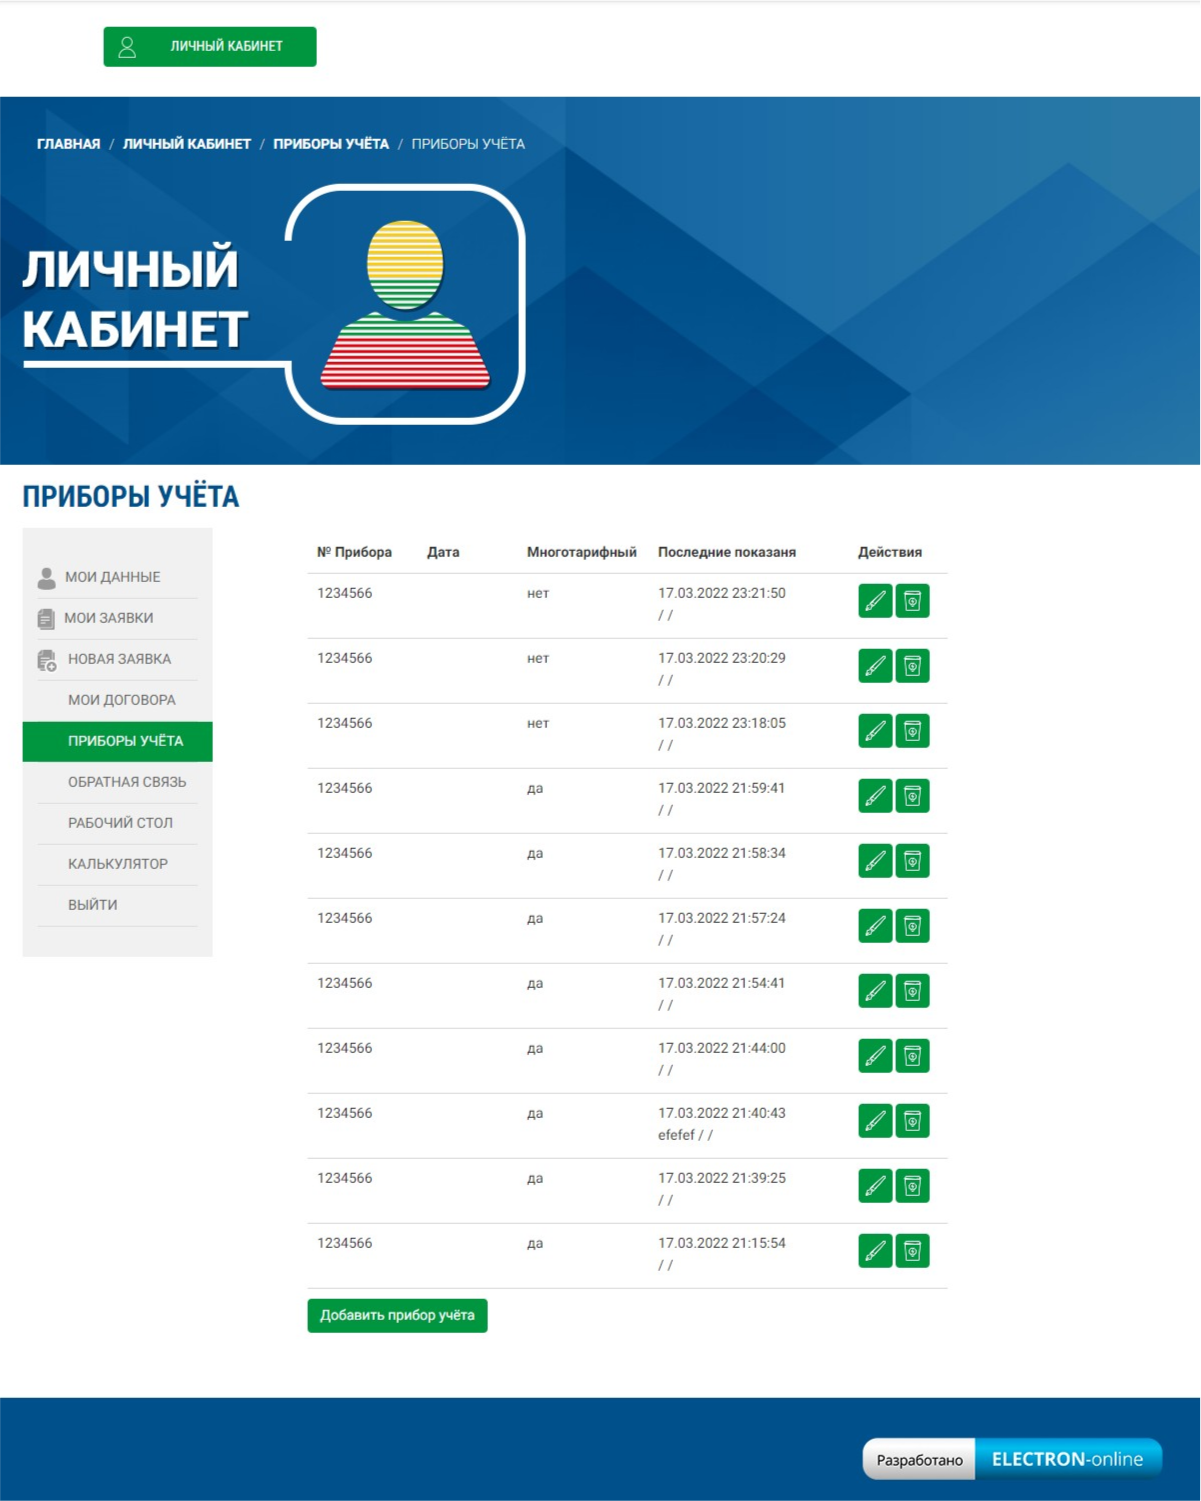 ЛИЧНЫЙ КАБИНЕТ
ГЛАВНАЯ / ЛИЧНЫЙ КАБИНЕТ / ПРИБОРЫ УЧЁТА / ПРИБОРЫ УЧЁТА
ЛИЧНЫЙ
КАБИНЕТ
ПРИБОРЫ УЧЁТА
МОИ ДАННЫЕ
МОИ ЗАЯВКИ
НОВАЯ ЗАЯВКА
МОИ ДОГОВОРА
ПРИБОРЫ УЧЁТА
ОБРАТНАЯ СВЯЗЬ
РАБОЧИЙ СТОЛ
КАЛЬКУЛЯТОР
ВЫЙТИ
№ Прибора Дата Многотарифный Последние показаня Действия
1234566 нет 17.03.2022 23:21:50
/ /
1234566 нет 17.03.2022 23:20:29
/ /
1234566 нет 17.03.2022 23:18:05
/ /
1234566 да 17.03.2022 21:59:41
/ /
1234566 да 17.03.2022 21:58:34
/ /
1234566 да 17.03.2022 21:57:24
/ /
1234566 да 17.03.2022 21:54:41
/ /
1234566 да 17.03.2022 21:44:00
/ /
1234566 да 17.03.2022 21:40:43
efefef / /
1234566 да 17.03.2022 21:39:25
/ /
1234566 да 17.03.2022 21:15:54
/ /
Добавить прибор учёта
Разработано ELECTRON-online